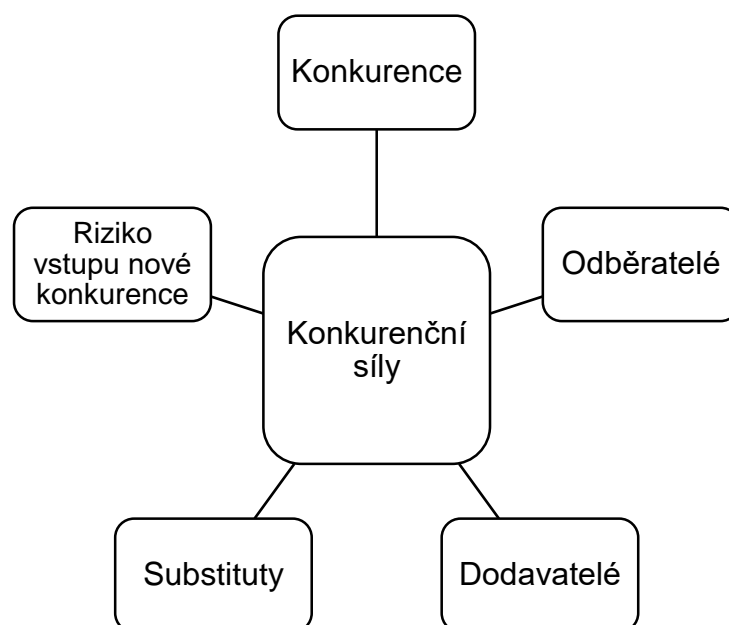 Konkurence
Riziko
vstupu nové
konkurence
Odběratelé
Konkurenční
síly
Substituty
Dodavatelé